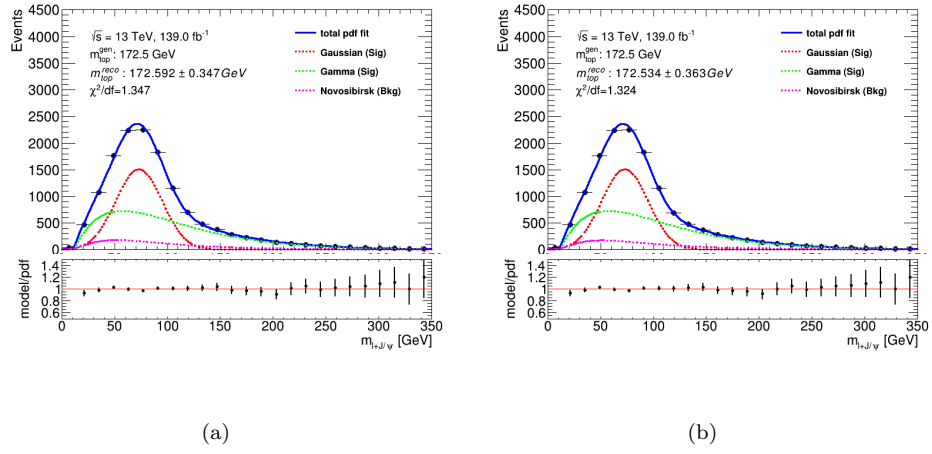 Events
4500
4000
3500
3000
2500
2000
1500
1000
500
0
√s = 13 TeV, 139.0 fb⁻¹
m_top^gen : 172.5 GeV
m_top^reco : 172.592 ± 0.347GeV
χ²/df=1.347
total pdf fit
Gaussian (Sig)
Gamma (Sig)
Novosibirsk (Bkg)
model/pdf
1.4
1.2
1
0.8
0.6
0 50 100 150 200 250 300 350
m_l+J/ψ [GeV]
(a)
Events
4500
4000
3500
3000
2500
2000
1500
1000
500
0
√s = 13 TeV, 139.0 fb⁻¹
m_top^gen : 172.5 GeV
m_top^reco : 172.534 ± 0.363GeV
χ²/df=1.324
total pdf fit
Gaussian (Sig)
Gamma (Sig)
Novosibirsk (Bkg)
model/pdf
1.4
1.2
1
0.8
0.6
0 50 100 150 200 250 300 350
m_l+J/ψ [GeV]
(b)